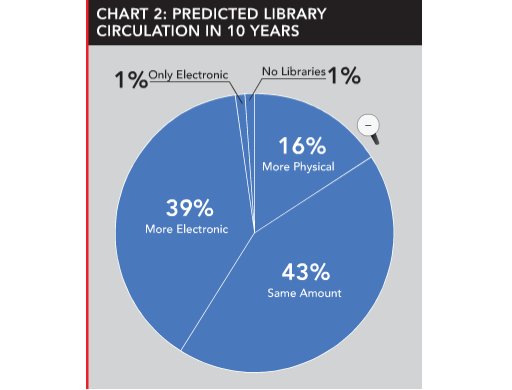 CHART 2: PREDICTED LIBRARY
CIRCULATION IN 10 YEARS
1% Only Electronic
No Libraries 1%
16%
More Physical
39%
More Electronic
43%
Same Amount